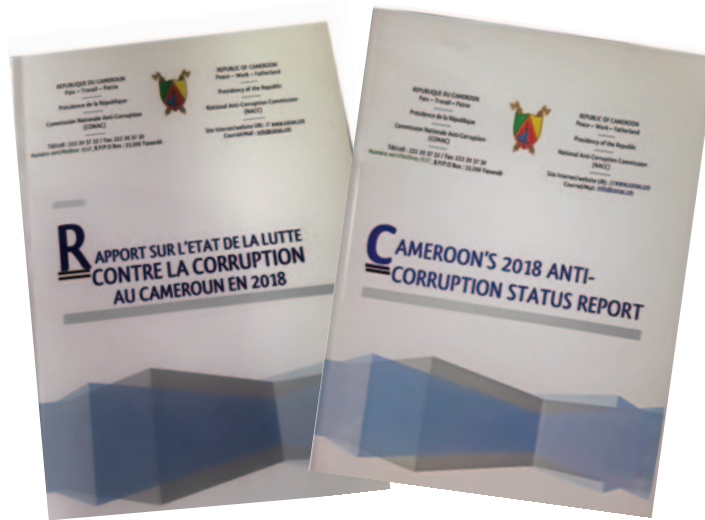 REPUBLIQUE DU CAMEROUN
Paix – Travail – Patrie
Présidence de la République
Commission Nationale Anti-Corruption
(CONAC)
REPUBLIC OF CAMEROON
Peace – Work – Fatherland
Presidency of the Republic
National Anti-Corruption Commission
(NACC)
RAPPORT SUR L'ETAT DE LA LUTTE
CONTRE LA CORRUPTION
AU CAMEROUN EN 2018
REPUBLIQUE DU CAMEROUN
Paix – Travail – Patrie
Présidence de la République
Commission Nationale Anti-Corruption
(CONAC)
REPUBLIC OF CAMEROON
Peace – Work – Fatherland
Presidency of the Republic
National Anti-Corruption Commission
(NACC)
CAMEROON'S 2018 ANTI-
CORRUPTION STATUS REPORT